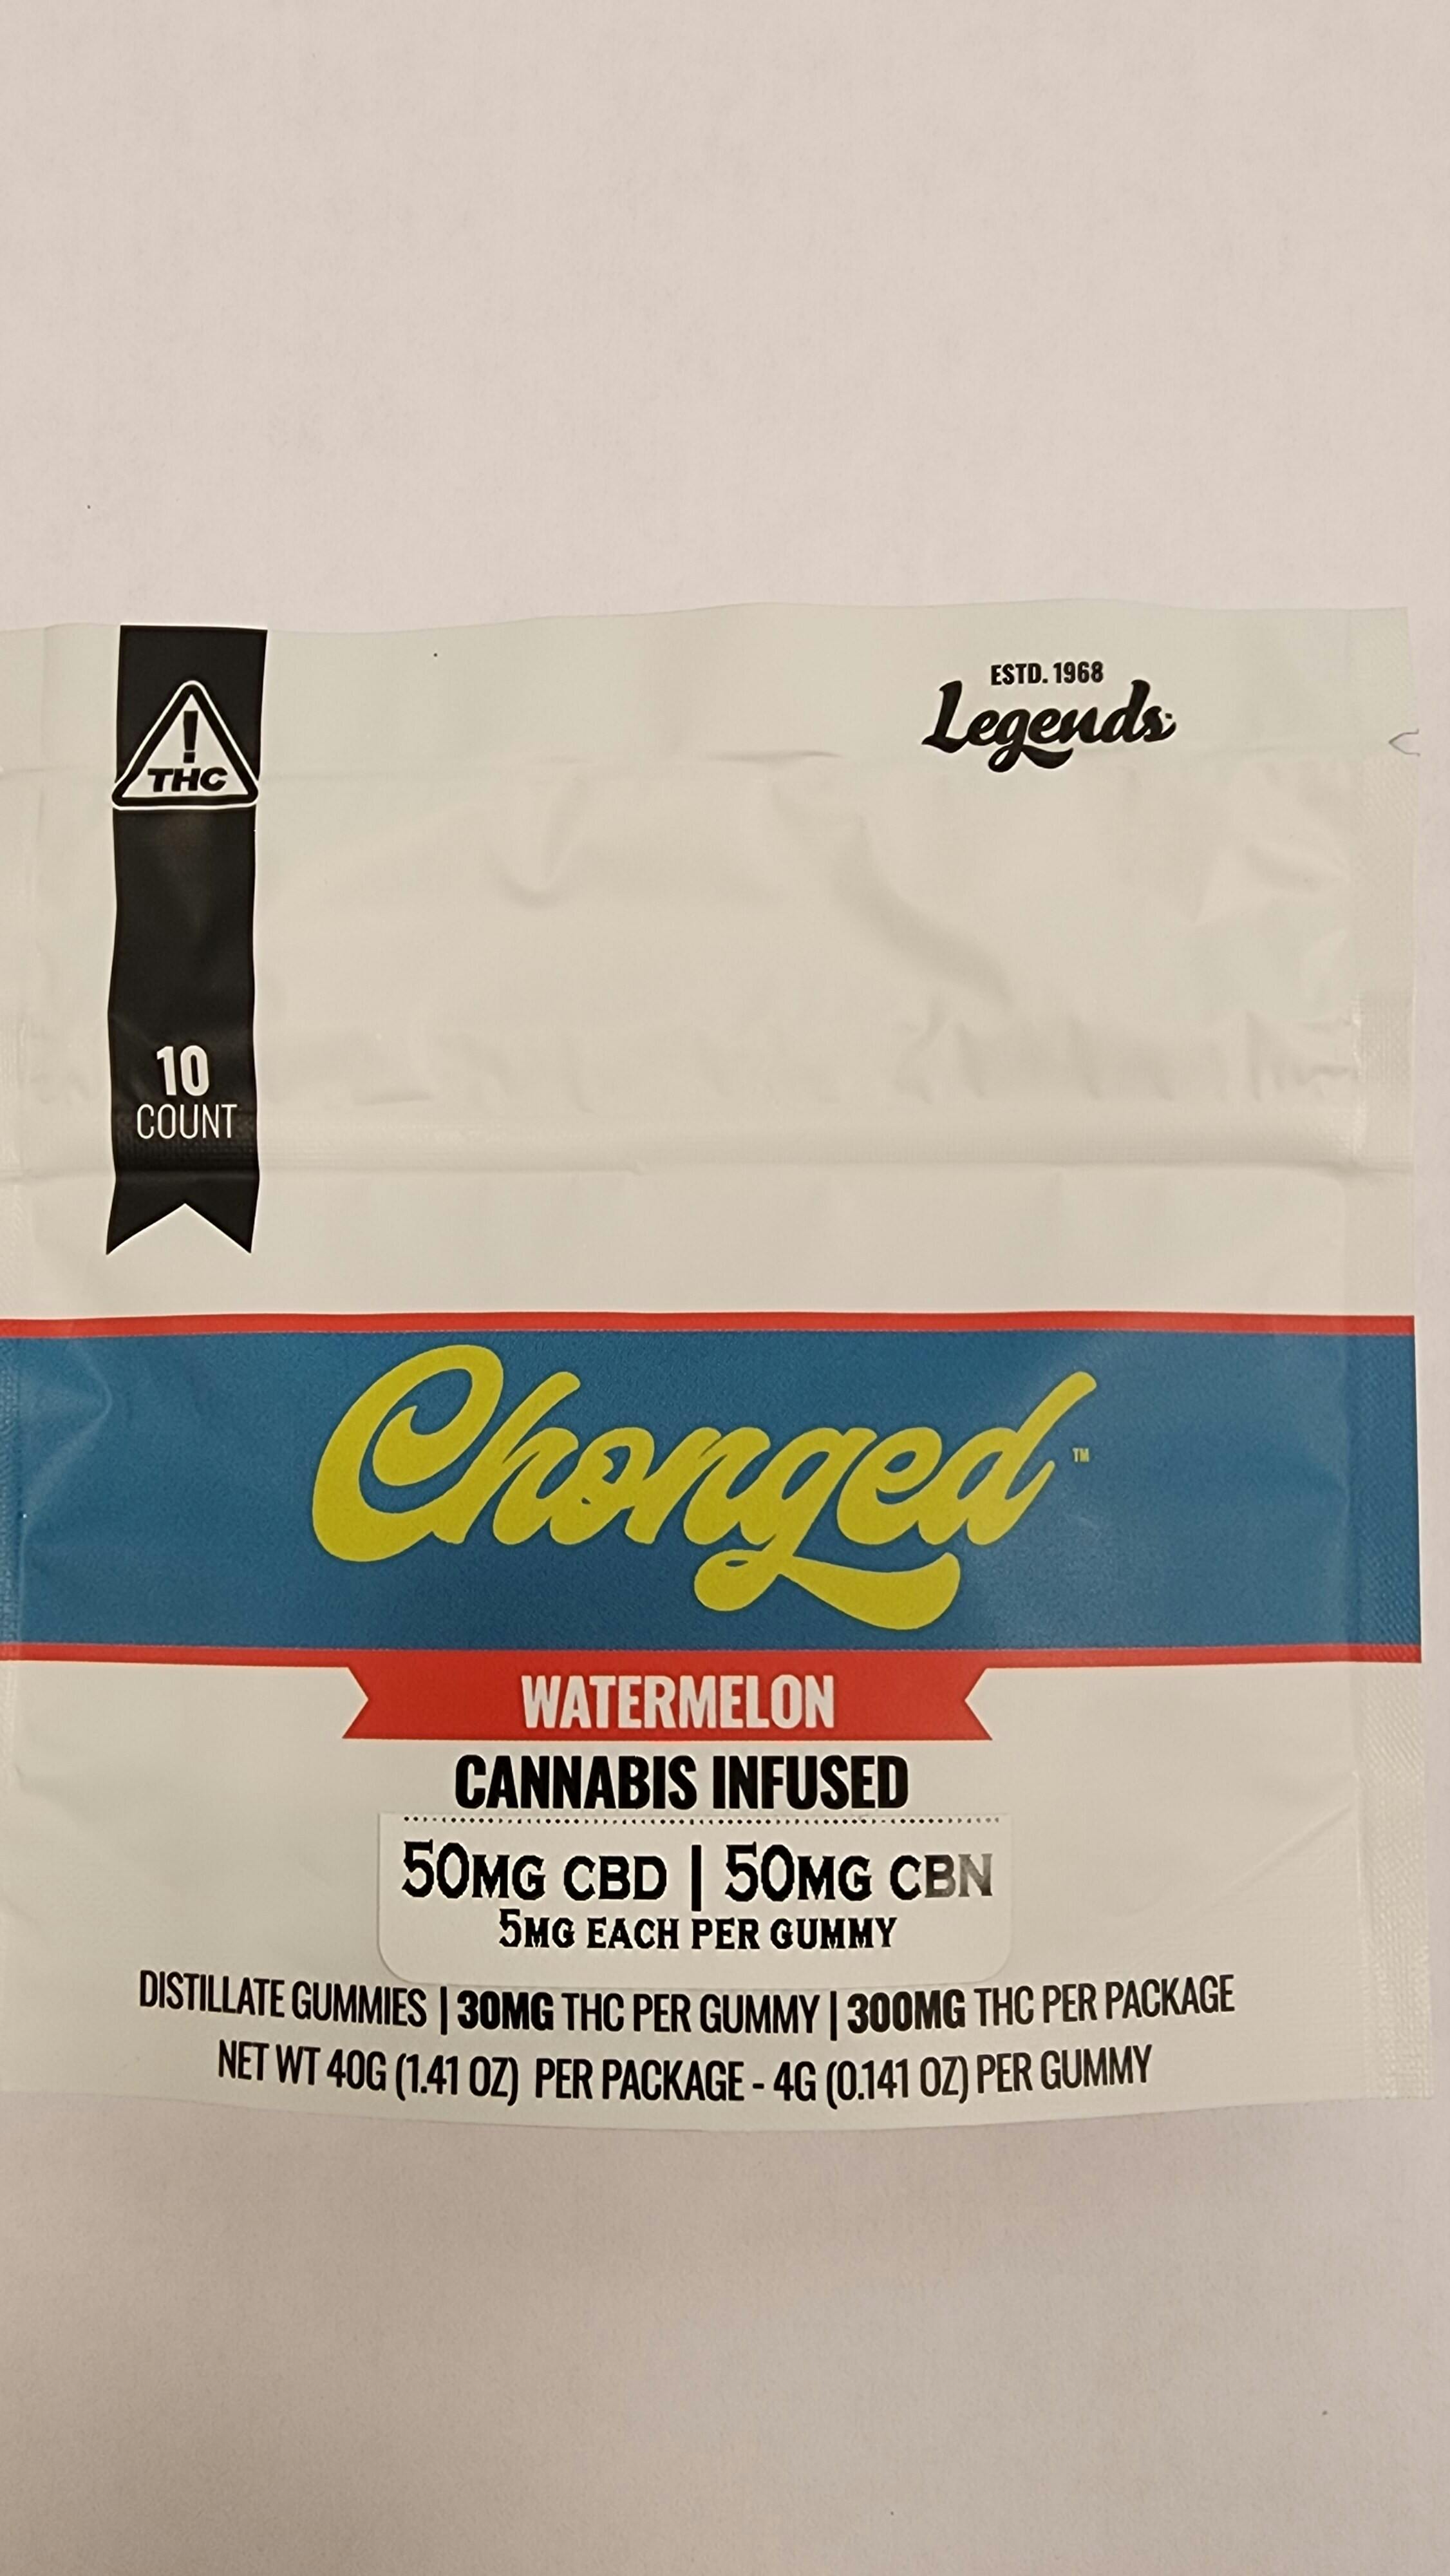 ESTD. 1968
Legends
!
THC
10
COUNT
Chonged™
WATERMELON
CANNABIS INFUSED
50MG CBD | 50MG CBN
5MG EACH PER GUMMY
DISTILLATE GUMMIES | 30MG THC PER GUMMY | 300MG THC PER PACKAGE
NET WT 40G (1.41 OZ) PER PACKAGE - 4G (0.141 OZ) PER GUMMY